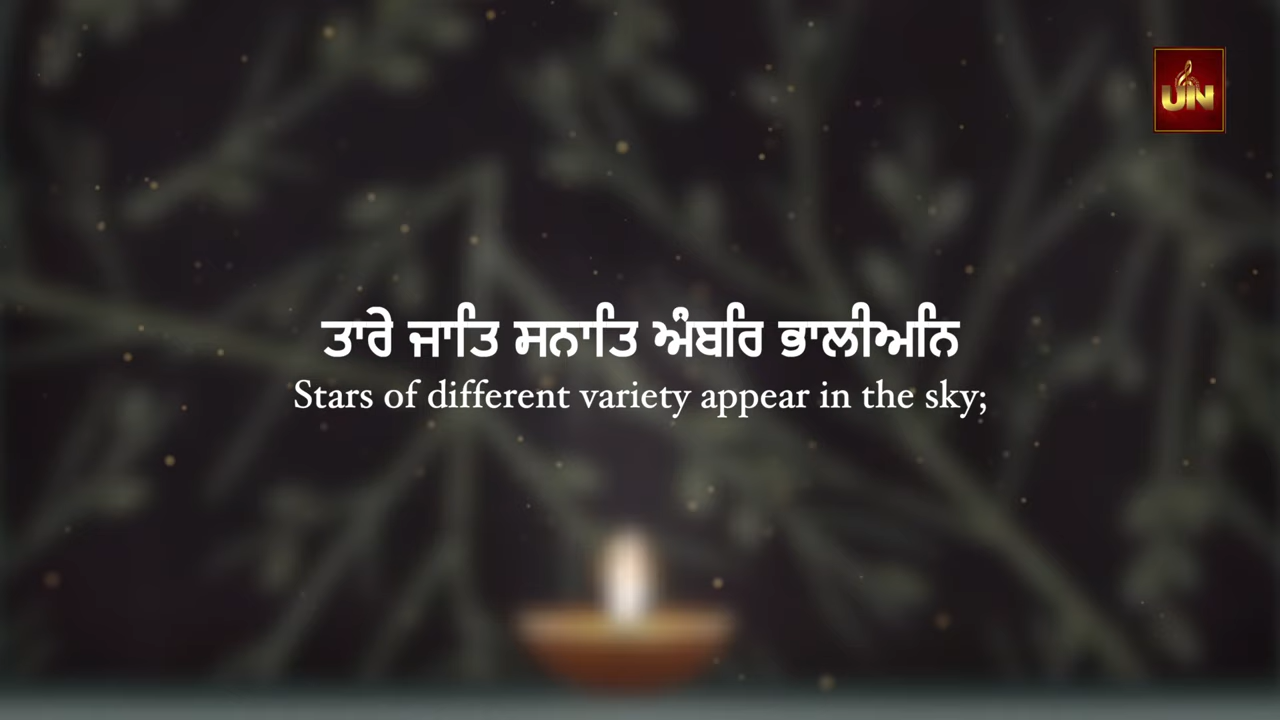 UN
ਤਾਰੇ ਜਾਤਿ ਸਨਾਤਿ ਅੰਬਰਿ ਭਾਲੀਅਨਿ
Stars of different variety appear in the sky;